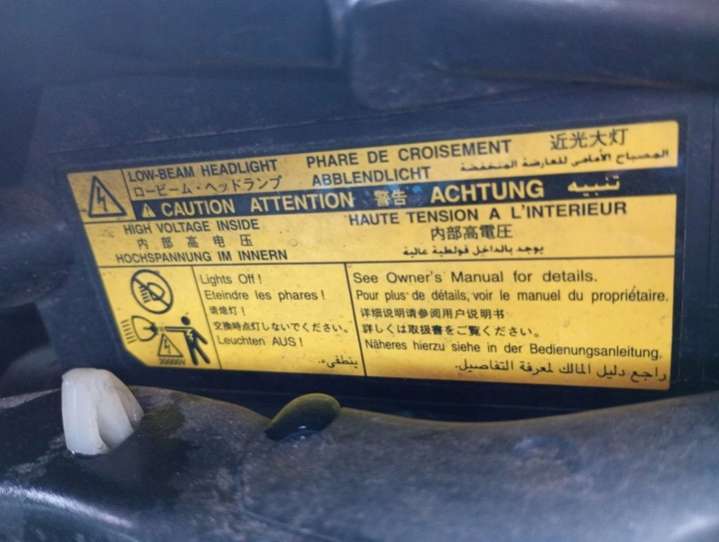 LOW-BEAM HEADLIGHT PHARE DE CROISEMENT 近光大灯
ロービーム・ヘッドランプ ABBLENDLICHT المصباح الأمامي للعارضة المنخفضة
CAUTION ATTENTION 警告 ACHTUNG تنبيه
HIGH VOLTAGE INSIDE HAUTE TENSION A L'INTERIEUR
内部高电压 内部高電圧
HOCHSPANNUNG IM INNERN يوجد بالداخل فولطية عالية
Lights Off!
Eteindre les phares!
请熄灯!
交換時点灯しないでください。
Leuchten AUS!
ينطفىء.
20000V
See Owner's Manual for details.
Pour plus de détails, voir le manuel du propriétaire.
详细说明请参阅用户说明书
詳しくは取扱書をご覧ください。
Näheres hierzu siehe in der Bedienungsanleitung.
راجع دليل المالك لمعرفة التفاصيل.